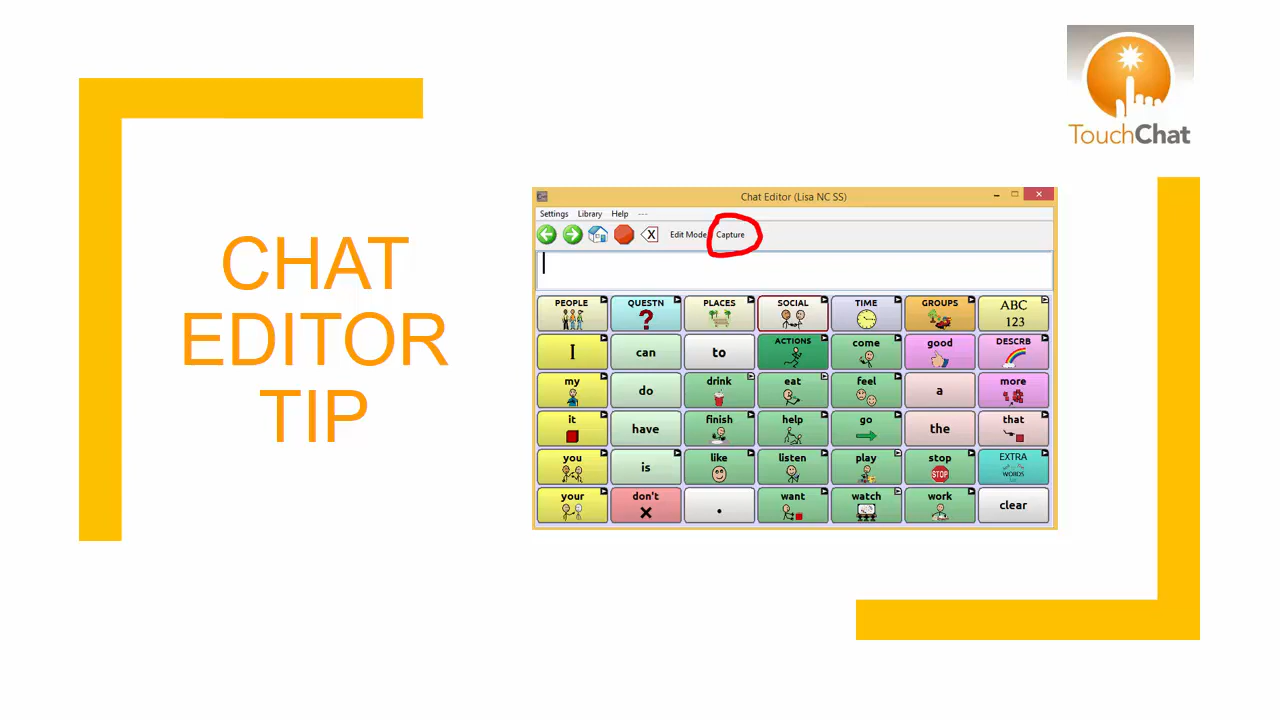 TouchChat
CHAT
EDITOR
TIP
Chat Editor (Lisa NC SS)
Settings Library Help ---
X Edit Mode Capture
PEOPLE QUESTN PLACES SOCIAL TIME GROUPS ABC
? 123
I can to ACTIONS come good DESCRB
my do drink eat feel a more
it have finish help go the that
you is like listen play stop EXTRA
STOP WORDS
your don't . want watch work clear